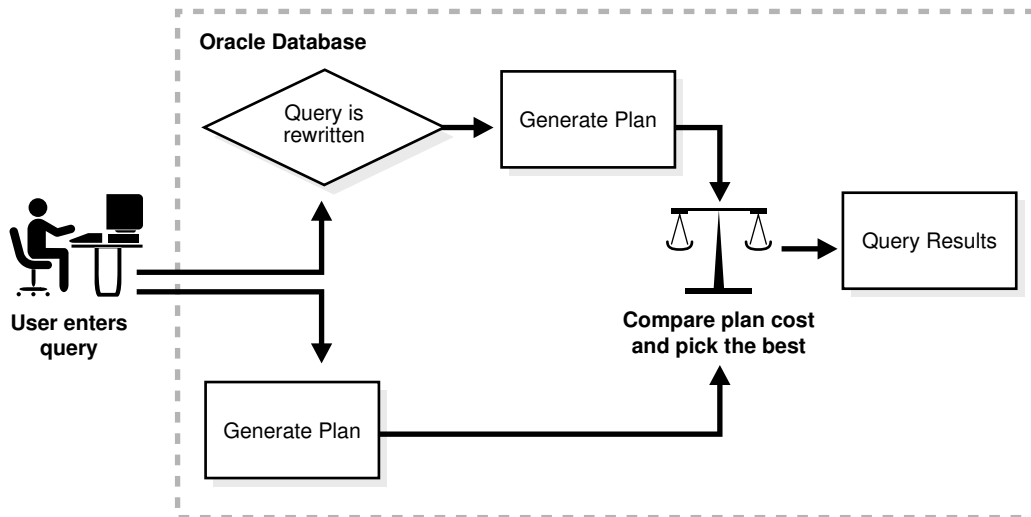 Oracle Database
Query is
rewritten
Generate Plan
Query Results
User enters
query
Compare plan cost
and pick the best
Generate Plan